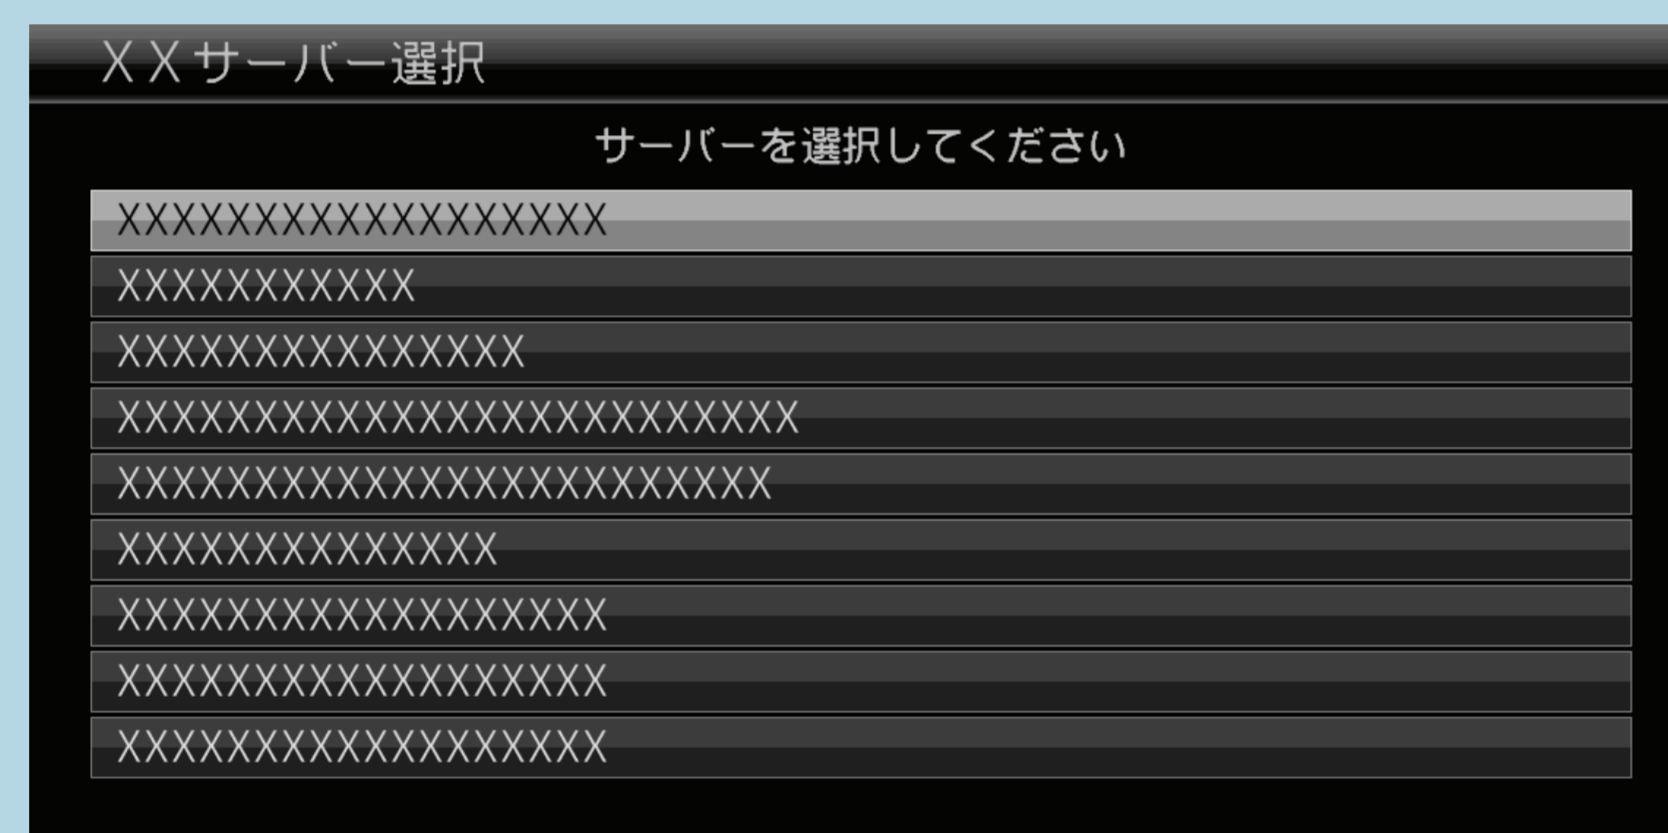 ＸＸサーバー選択
サーバーを選択してください
XXXXXXXXXXXXXXXXXX
XXXXXXXXXXX
XXXXXXXXXXXXXXX
XXXXXXXXXXXXXXXXXXXXXXXXX
XXXXXXXXXXXXXXXXXXXXXXXX
XXXXXXXXXXXXXX
XXXXXXXXXXXXXXXXXX
XXXXXXXXXXXXXXXXXX
XXXXXXXXXXXXXXXXXX